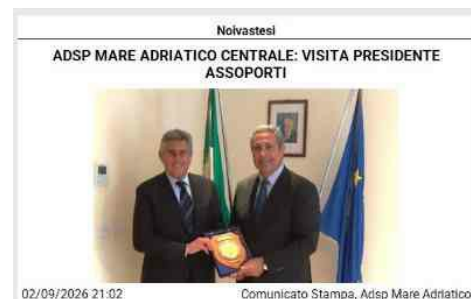 Noivastesi
ADSP MARE ADRIATICO CENTRALE: VISITA PRESIDENTE
ASSOPORTI
02/09/2026 21:02
Comunicato Stampa, Adsp Mare Adriatico